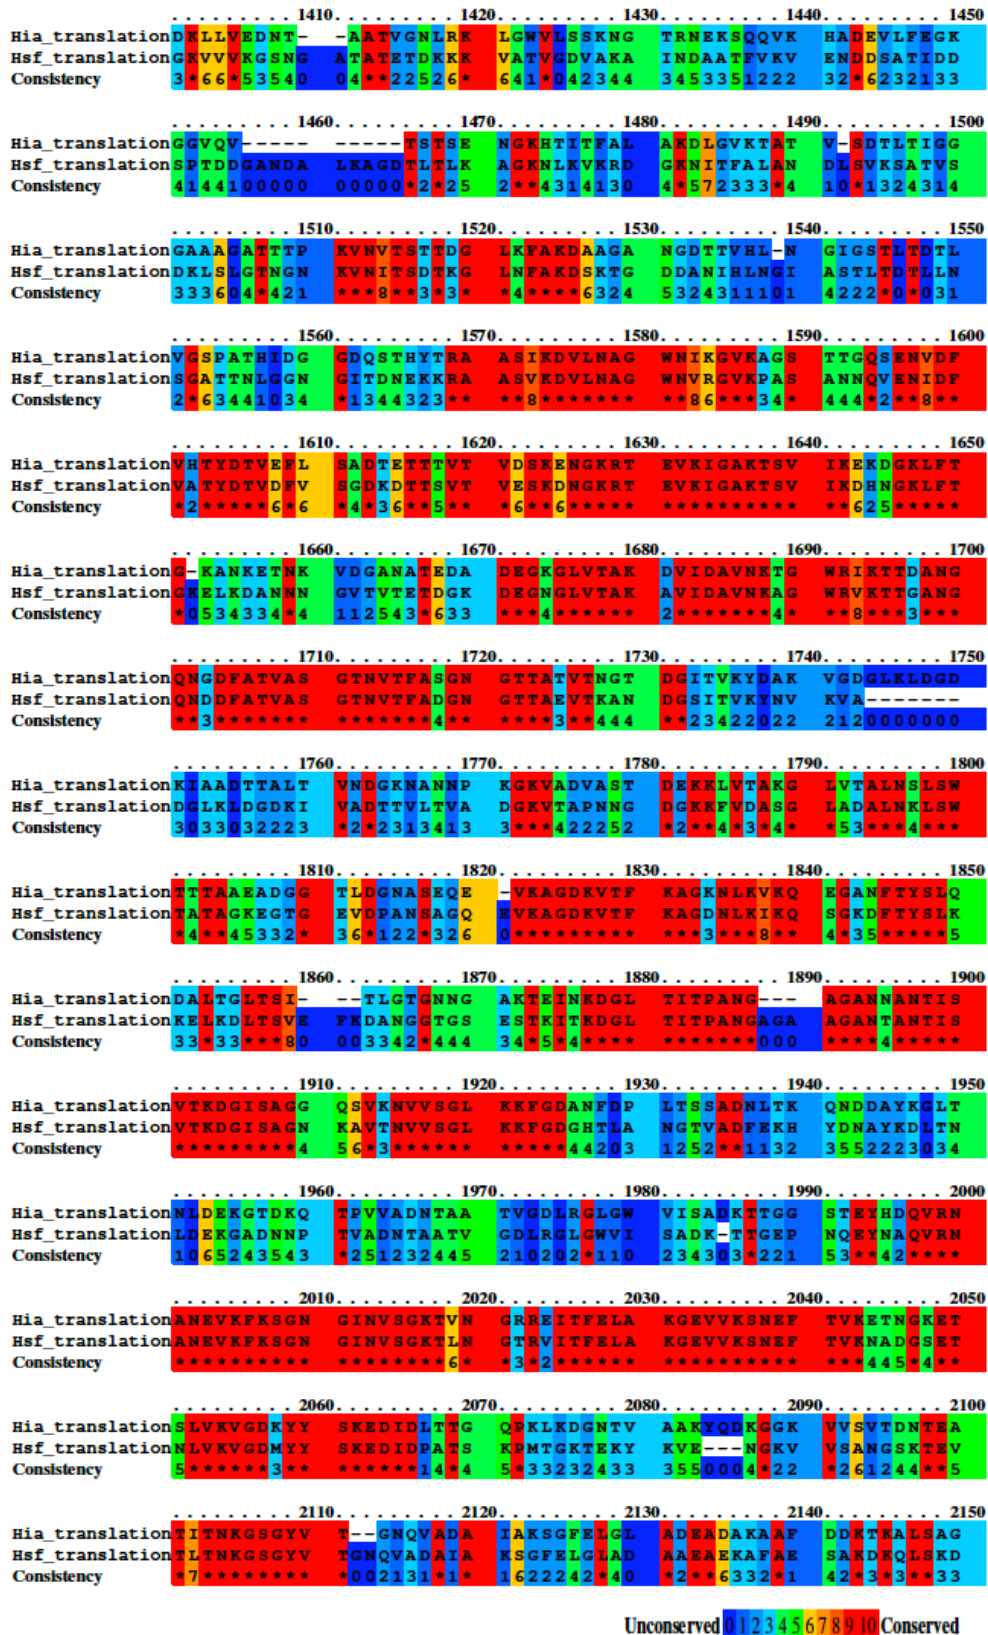 . . . . . . . . . 1410 . . . . . . . . . 1420 . . . . . . . . . 1430 . . . . . . . . . 1440 . . . . . . . . . 1450
Hia_translation DKLLVEDNT- -AATVGNLRK LGWVLSSKNG TRNEKSQQVK HADEVLFEGK
Hsf_translation GKVVVKGSNG ATATETDKKK VATVGDVAKA INDAATFVKV ENDDSATIDD
Consistency 3*66*53540 04**22526* 641*042344 3453351222 32*6232133
. . . . . . . . . 1460 . . . . . . . . . 1470 . . . . . . . . . 1480 . . . . . . . . . 1490 . . . . . . . . . 1500
Hia_translation GGVQV----- -----TSTSE NGKHTITFAL AKDLGVKTAT V-SDTLTIGG
Hsf_translation SPTDDGANDA LKAGDTLTLK AGKNLKVKRD GKNITFALAN DLSVKSATVS
Consistency 4144100000 00000*2*25 2**4314130 4*572333*4 10*1324314
. . . . . . . . . 1510 . . . . . . . . . 1520 . . . . . . . . . 1530 . . . . . . . . . 1540 . . . . . . . . . 1550
Hia_translation GAAAGATTTP KVNVTSTTDG LKFAKDAAGA NGDTTVHL-N GIGSTLTDTL
Hsf_translation DKLSLGTNGN KVNITSDTKG LNFAKDSKTG DDANIHLNGI ASTLTDTLLN
Consistency 333604*421 ***8**3*3* *4****6324 5324311101 4222*0*031
. . . . . . . . . 1560 . . . . . . . . . 1570 . . . . . . . . . 1580 . . . . . . . . . 1590 . . . . . . . . . 1600
Hia_translation VGSPATHIDG GDQSTHYTRA ASIKDVLNAG WNIKGVKAGS TTGQSENVDF
Hsf_translation SGATTNLGGN GITDNEKKRA ASVKDVLNAG WNVRGVKPAS ANNQVENIDF
Consistency 2*63441034 *1344323** **8******* **86***34* 444*2**8**
. . . . . . . . . 1610 . . . . . . . . . 1620 . . . . . . . . . 1630 . . . . . . . . . 1640 . . . . . . . . . 1650
Hia_translation VHTYDTVEFL SADTETTTVT VDSKENGKRT EVKIGAKTSV IKEKDGKLFT
Hsf_translation VATYDTVDFV SGDKDTTSVT VESKDNGKRT EVKIGAKTSV IKDHNGKLFT
Consistency *2*****6*6 *4*36**5** *6**6***** ********** **625*****
. . . . . . . . . 1660 . . . . . . . . . 1670 . . . . . . . . . 1680 . . . . . . . . . 1690 . . . . . . . . . 1700
Hia_translation G-KANKETNK VDGANATEDA DEGKGLVTAK DVIDAVNKTG WRIKTTDANG
Hsf_translation GKELKDANNN GVTVTETDGK DEGNGLVTAK AVIDAVNKAG WRVKTTGANG
Consistency *0534334*4 112543*633 ***4****** 2*******4* **8***3***
. . . . . . . . . 1710 . . . . . . . . . 1720 . . . . . . . . . 1730 . . . . . . . . . 1740 . . . . . . . . . 1750
Hia_translation QNGDFATVAS GTNVTFASGN GTTATVTNGT DGITVKYDAK VGDGLKLDGD
Hsf_translation QNDDFATVAS GTNVTFADGN GTTAEVTKAN DGSITVKYNV KVA-------
Consistency **3******* *******4** ****3**444 **23422022 2120000000
. . . . . . . . . 1760 . . . . . . . . . 1770 . . . . . . . . . 1780 . . . . . . . . . 1790 . . . . . . . . . 1800
Hia_translation KIAADTTALT VNDGKNANNP KGKVADVAST DEKKLVTAKG LVTALNSLSW
Hsf_translation DGLKLDGDKI VADTTVLTVA DGKVTAPNNG DGKKFVDASG LADALNKLSW
Consistency 3033032223 *2*2313413 3***422252 *2**4*3*4* *53***4***
. . . . . . . . . 1810 . . . . . . . . . 1820 . . . . . . . . . 1830 . . . . . . . . . 1840 . . . . . . . . . 1850
Hia_translation TTTAAEADGG TLDGNASEQE -VKAGDKVTF KAGKNLKVKQ EGANFTYSLQ
Hsf_translation TATAGKEGTG EVDPANSAGQ EVKAGDKVTF KAGDNLKIKQ SGKDFTYSLK
Consistency *4**45332* 36*122*326 0********* ***3***8** 4*35*****5
. . . . . . . . . 1860 . . . . . . . . . 1870 . . . . . . . . . 1880 . . . . . . . . . 1890 . . . . . . . . . 1900
Hia_translation DALTGLTSI- --TLGTGNNG AKTEINKDGL TITPANG--- AGANNANTIS
Hsf_translation KELKDLTSVE FKDANGGTGS ESTKITKDGL TITPANGAGA AGANTANTIS
Consistency 33*33***80 003342*444 34*5*4**** *******000 ****4*****
. . . . . . . . . 1910 . . . . . . . . . 1920 . . . . . . . . . 1930 . . . . . . . . . 1940 . . . . . . . . . 1950
Hia_translation VTKDGISAGG QSVKNVVSGL KKFGDANFDP LTSSADNLTK QNDDAYKGLT
Hsf_translation VTKDGISAGN KAVTNVVSGL KKFGDGHTLA NGTVADFEKH YDNAYKDLTN
Consistency *********4 56*3****** *****44203 1252**1132 3552223034
. . . . . . . . . 1960 . . . . . . . . . 1970 . . . . . . . . . 1980 . . . . . . . . . 1990 . . . . . . . . . 2000
Hia_translation NLDEKGTDKQ TPVVADNTAA TVGDLRGLGW VISADKTTGG STEYHDQVRN
Hsf_translation LDEKGADNNP TVADNTAATV GDLRGLGWVI SADK-TTGEP NQEYNAQVRN
Consistency 1065243543 *251232445 210202*110 234303*221 53**42****
. . . . . . . . . 2010 . . . . . . . . . 2020 . . . . . . . . . 2030 . . . . . . . . . 2040 . . . . . . . . . 2050
Hia_translation ANEVKFKSGN GINVSGKTVN GRREITFELA KGEVVKSNEF TVKETNGKET
Hsf_translation ANEVKFKSGN GINVSGKTLN GTRVITFELA KGEVVKSNEF TVKNADGSET
Consistency ********** ********6* *3*2****** ********** ***445*4**
. . . . . . . . . 2060 . . . . . . . . . 2070 . . . . . . . . . 2080 . . . . . . . . . 2090 . . . . . . . . . 2100
Hia_translation SLVKVGDKYY SKEDIDLTTG QPKLKDGNTV AAKYQDKGGK VVSVTDNTEA
Hsf_translation NLVKVGDMYY SKEDIDPATS KPMTGKTEKY KVE---NGKV VSANGSKTEV
Consistency 5******3** ******14*4 5*33232433 3550004*22 *261244**5
. . . . . . . . . 2110 . . . . . . . . . 2120 . . . . . . . . . 2130 . . . . . . . . . 2140 . . . . . . . . . 2150
Hia_translation TITNKGSGYV T--GNQVADA IAKSGFELGL ADEADAKAAF DDKTKALSAG
Hsf_translation TLTNKGSGYV TGNQVADAIA KSGFELGLAD AAEAEKAFAE SAKDKQLSKD
Consistency *7******** *002131*1* 162224 2*40 *2**6332*1 42*3*3**33
Unconserved 0 1 2 3 4 5 6 7 8 9 10 Conserved